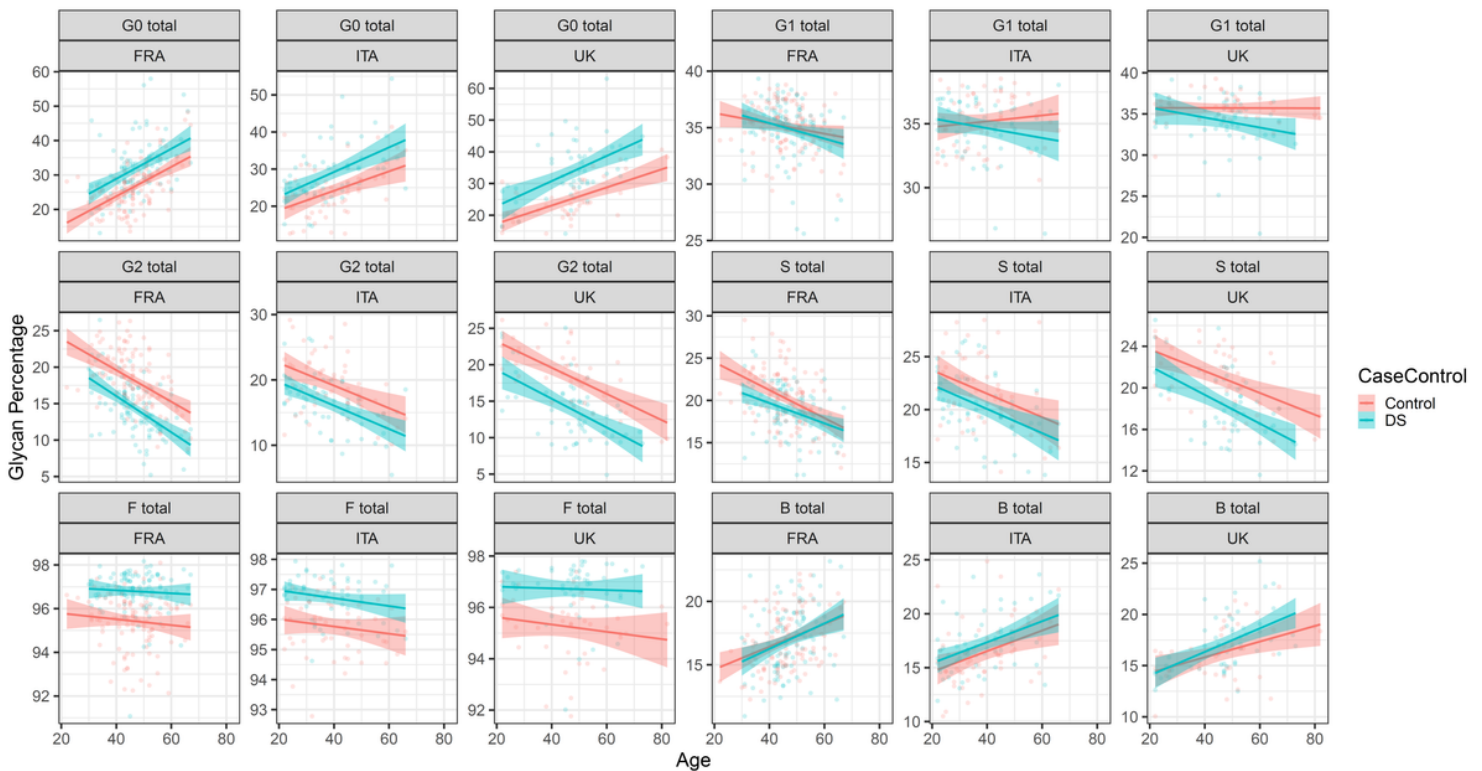 G0 total G0 total G0 total G1 total G1 total G1 total
FRA ITA UK FRA ITA UK
60 50 40 30 20
50 40 30 20
60 50 40 30 20
40 35 30 25
35 30
40 35 30 25 20
G2 total G2 total G2 total S total S total S total
FRA ITA UK FRA ITA UK
25 20 15 10 5
30 20 10
25 20 15 10 5
30 25 20 15
25 20 15
24 20 16 12
F total F total F total B total B total B total
FRA ITA UK FRA ITA UK
98 96 94 92
98 97 96 95 94 93
98 96 94 92
20 15
25 20 15 10
25 20 15 10
20 40 60 80 20 40 60 80 20 40 60 80 20 40 60 80 20 40 60 80 20 40 60 80
Age
Glycan Percentage
CaseControl
Control
DS